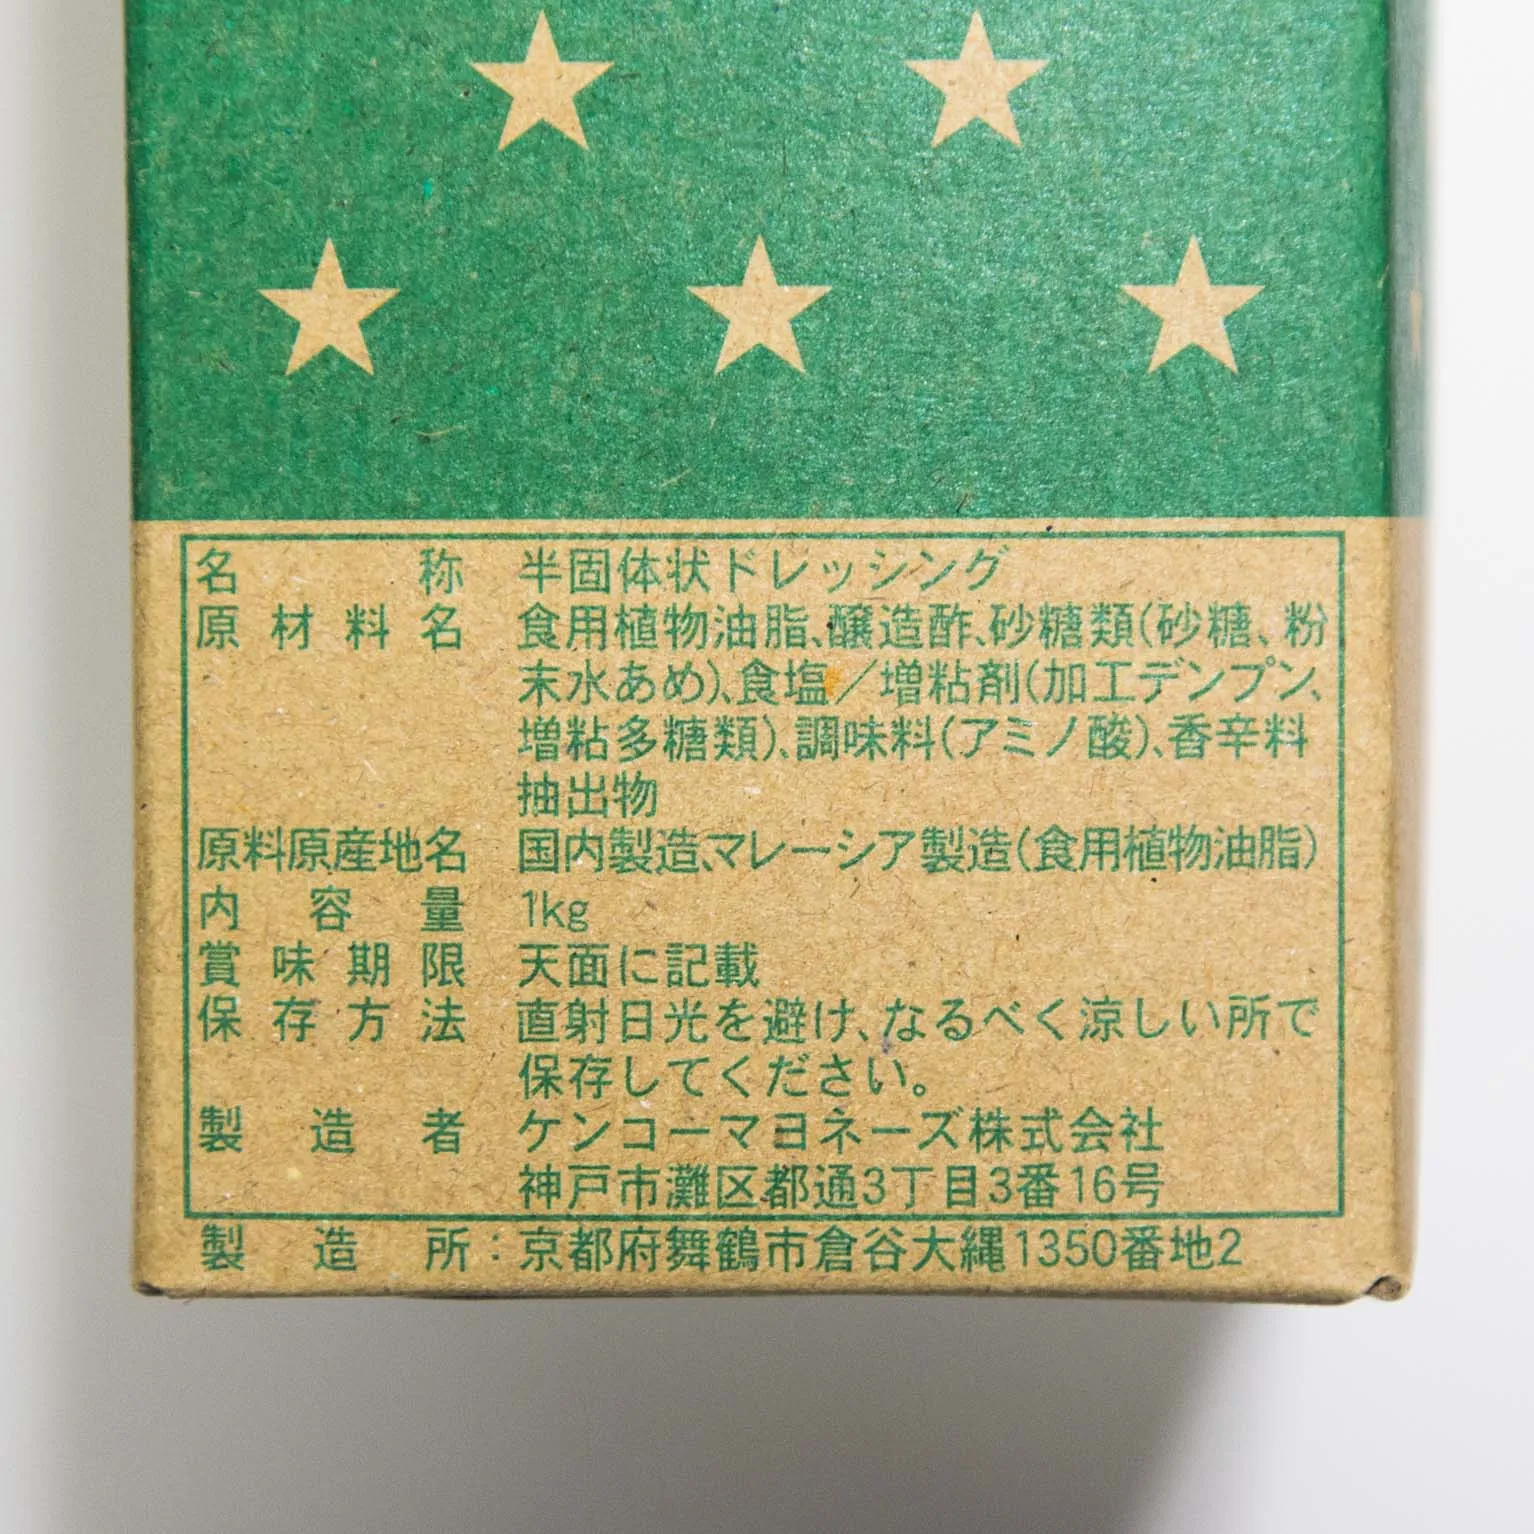 名称 半固体状ドレッシング
原材料名 食用植物油脂、醸造酢、砂糖類(砂糖、粉
末水あめ)、食塩/増粘剤(加工デンプン、
増粘多糖類)、調味料(アミノ酸)、香辛料
抽出物
原料原産地名 国内製造、マレーシア製造(食用植物油脂)
内容量 1kg
賞味期限 天面に記載
保存方法 直射日光を避け、なるべく涼しい所で
保存してください。
製造者 ケンコーマヨネーズ株式会社
神戸市灘区都通3丁目3番16号
製造所:京都府舞鶴市倉谷大縄1350番地2